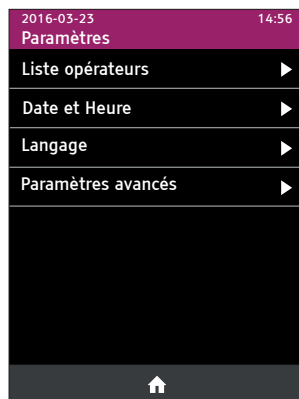 2016-03-23 14:56
Paramètres
Liste opérateurs
Date et Heure
Langage
Paramètres avancés